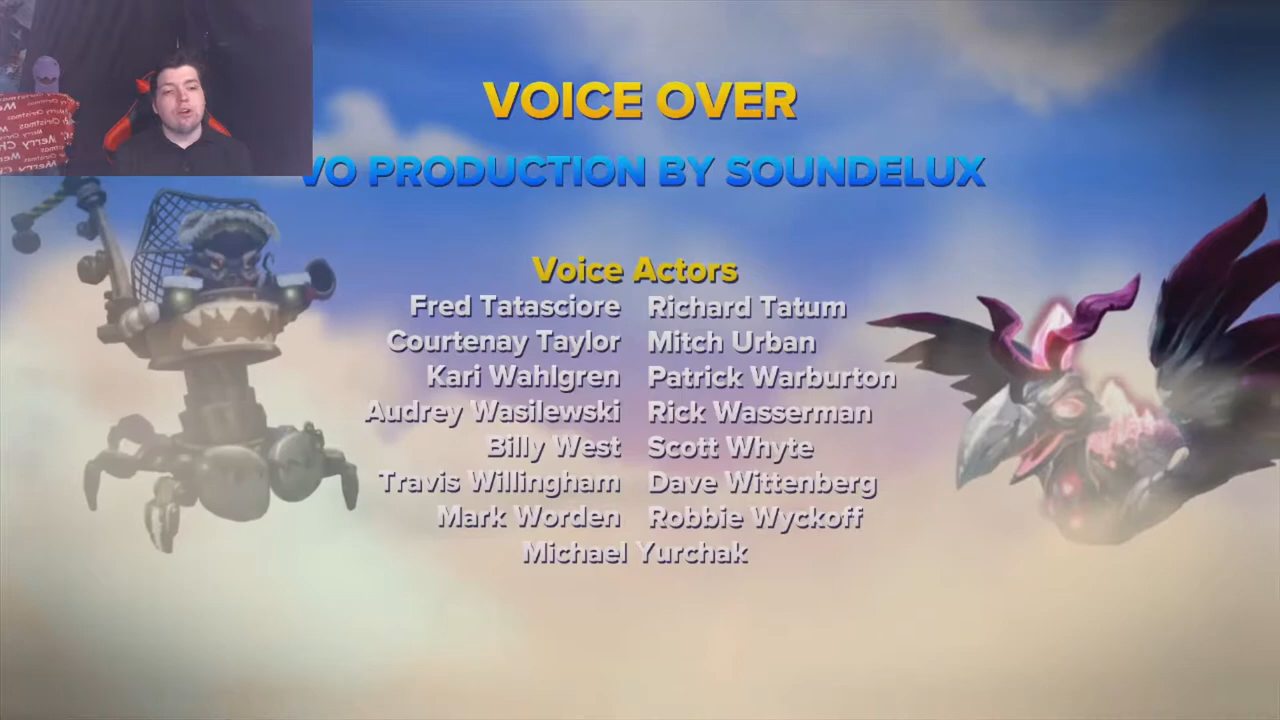 VOICE OVER
VO PRODUCTION BY SOUNDELUX
Voice Actors
Fred Tatasciore Richard Tatum
Courtenay Taylor Mitch Urban
Kari Wahlgren Patrick Warburton
Audrey Wasilewski Rick Wasserman
Billy West Scott Whyte
Travis Willingham Dave Wittenberg
Mark Worden Robbie Wyckoff
Michael Yurchak